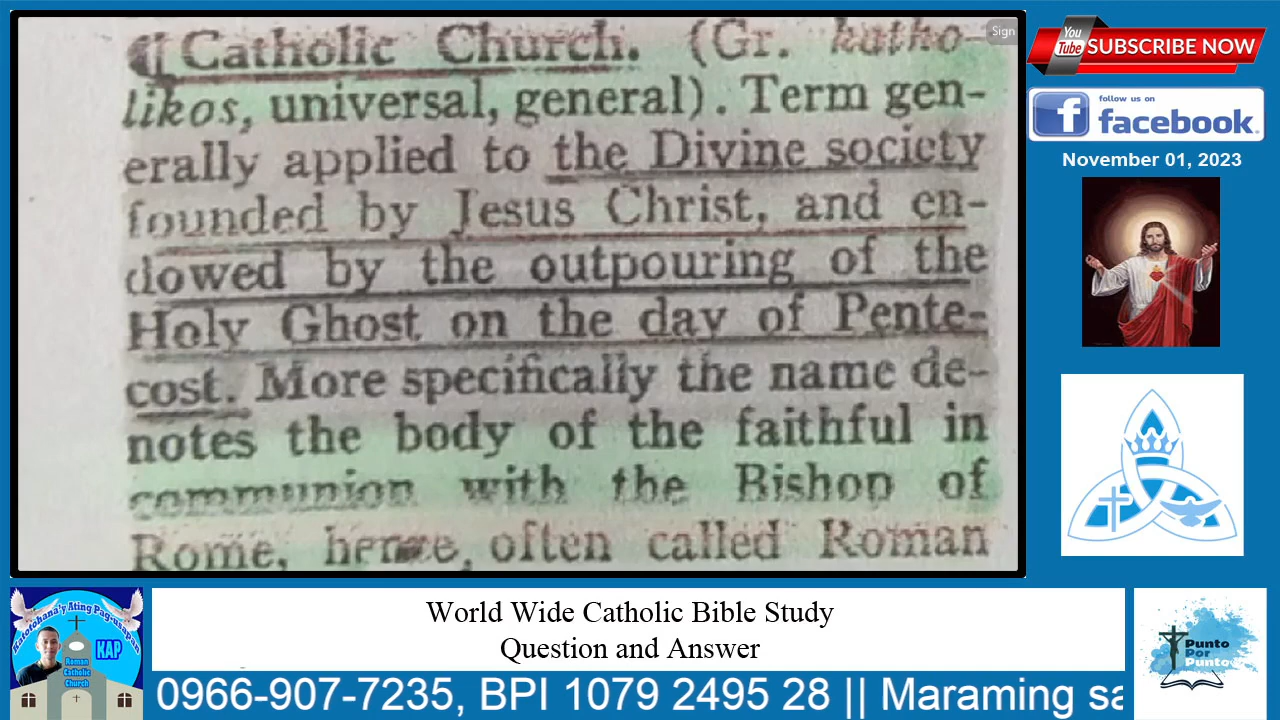 ¶ Catholic Church. (Gr. katho-
likos, universal, general). Term gen-
erally applied to the Divine society
founded by Jesus Christ, and en-
dowed by the outpouring of the
Holy Ghost on the day of Pente-
cost. More specifically the name de-
notes the body of the faithful in
communion with the Bishop of
Rome, hence, often called Roman
Sign
You
Tube SUBSCRIBE NOW
follow us on
facebook.
November 01, 2023
Katotohana'y Ating Pag-usapan
KAP
Roman
Catholic
Church
World Wide Catholic Bible Study
Question and Answer
Punto
Por
Punto
0966-907-7235, BPI 1079 2495 28 || Maraming sa